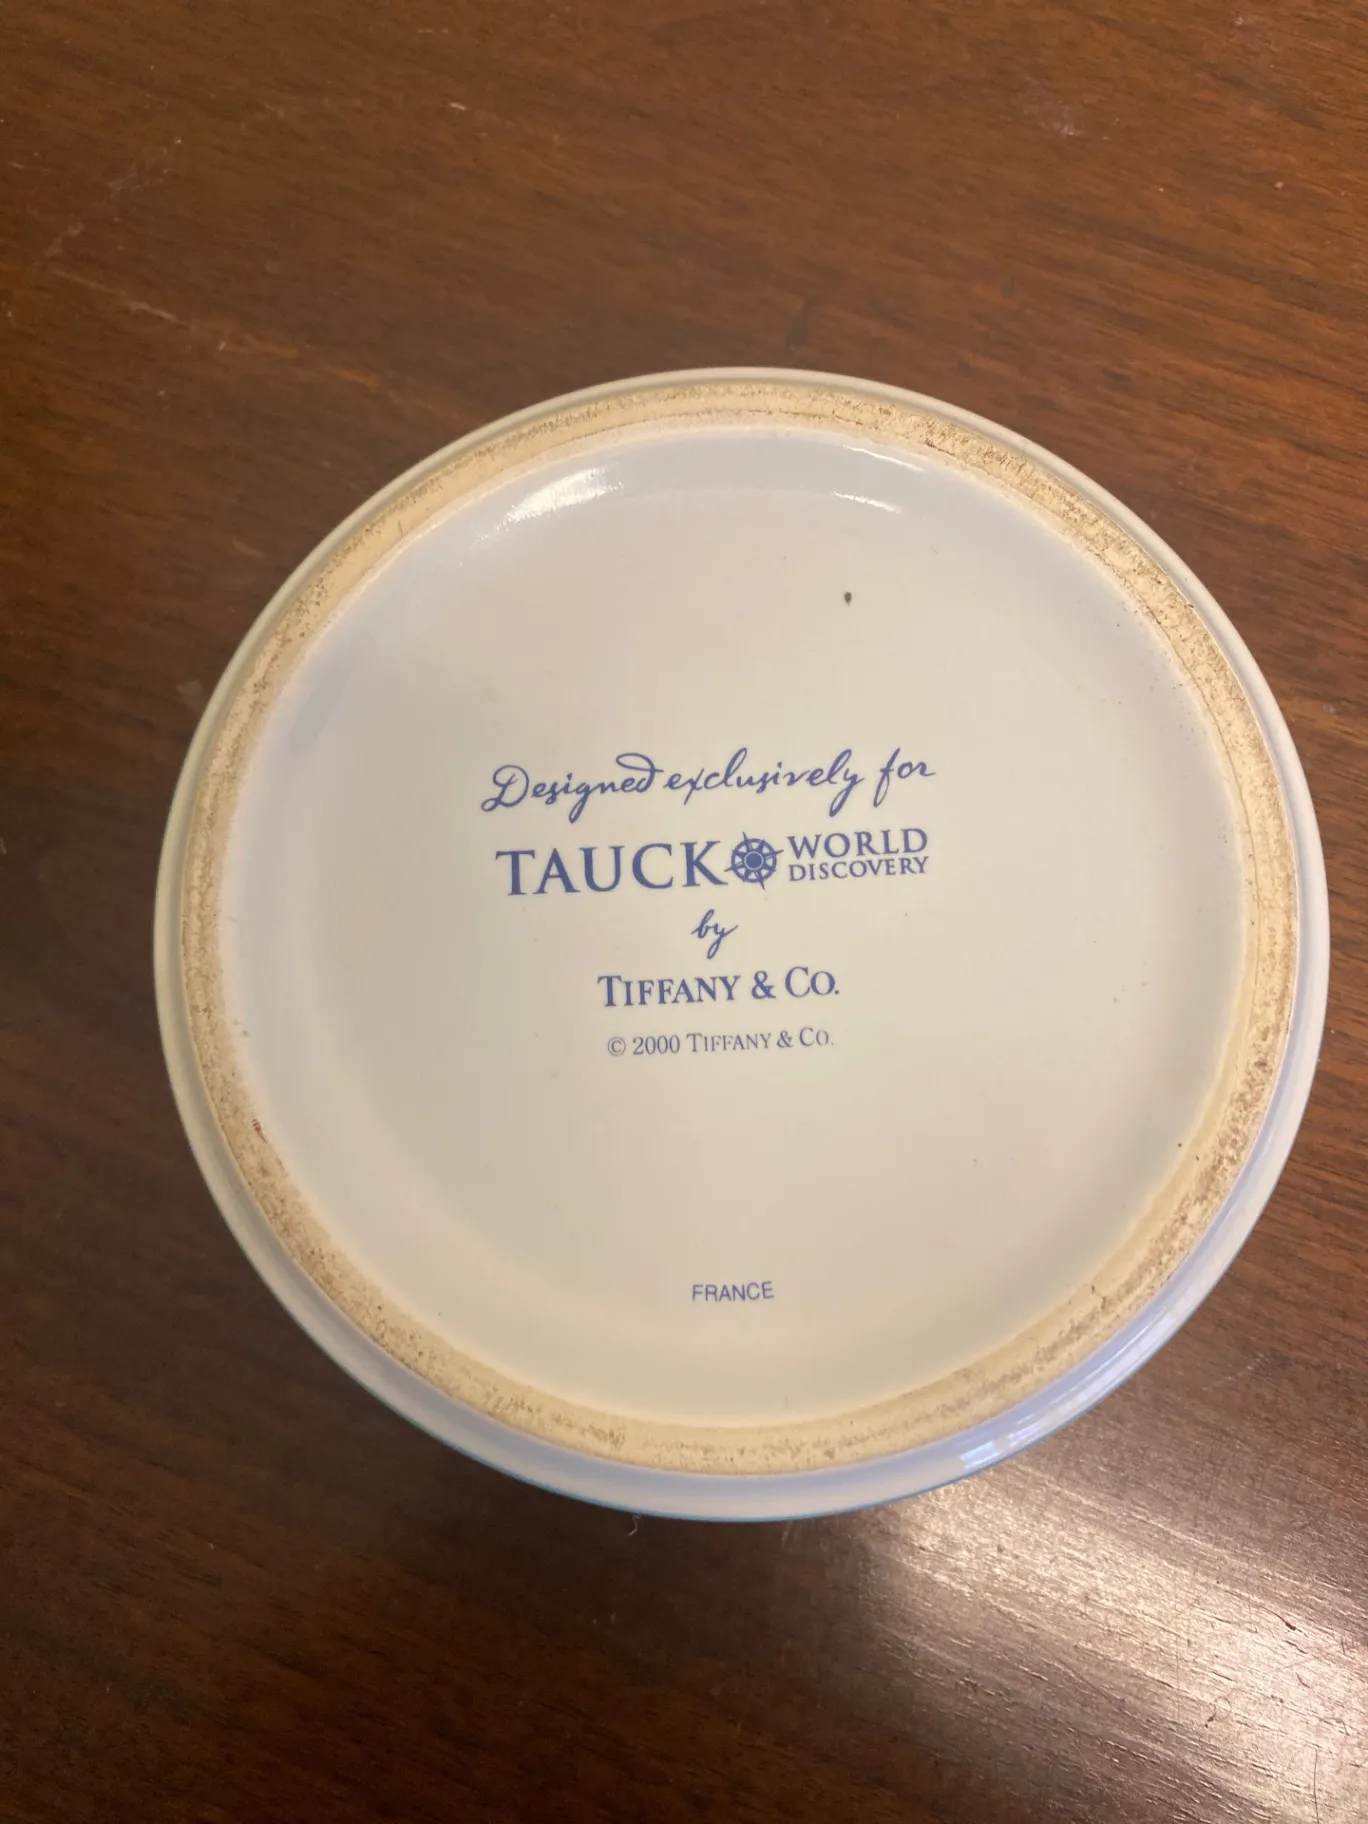 Designed exclusively for
TAUCK WORLD DISCOVERY
by
TIFFANY & CO.
© 2000 TIFFANY & CO.
FRANCE